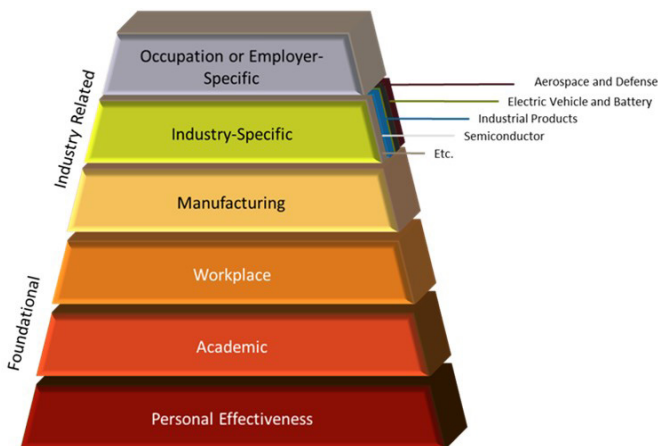 Occupation or Employer-
Specific
Industry-Specific
Manufacturing
Workplace
Academic
Personal Effectiveness
Industry Related
Foundational
Aerospace and Defense
Electric Vehicle and Battery
Industrial Products
Semiconductor
Etc.